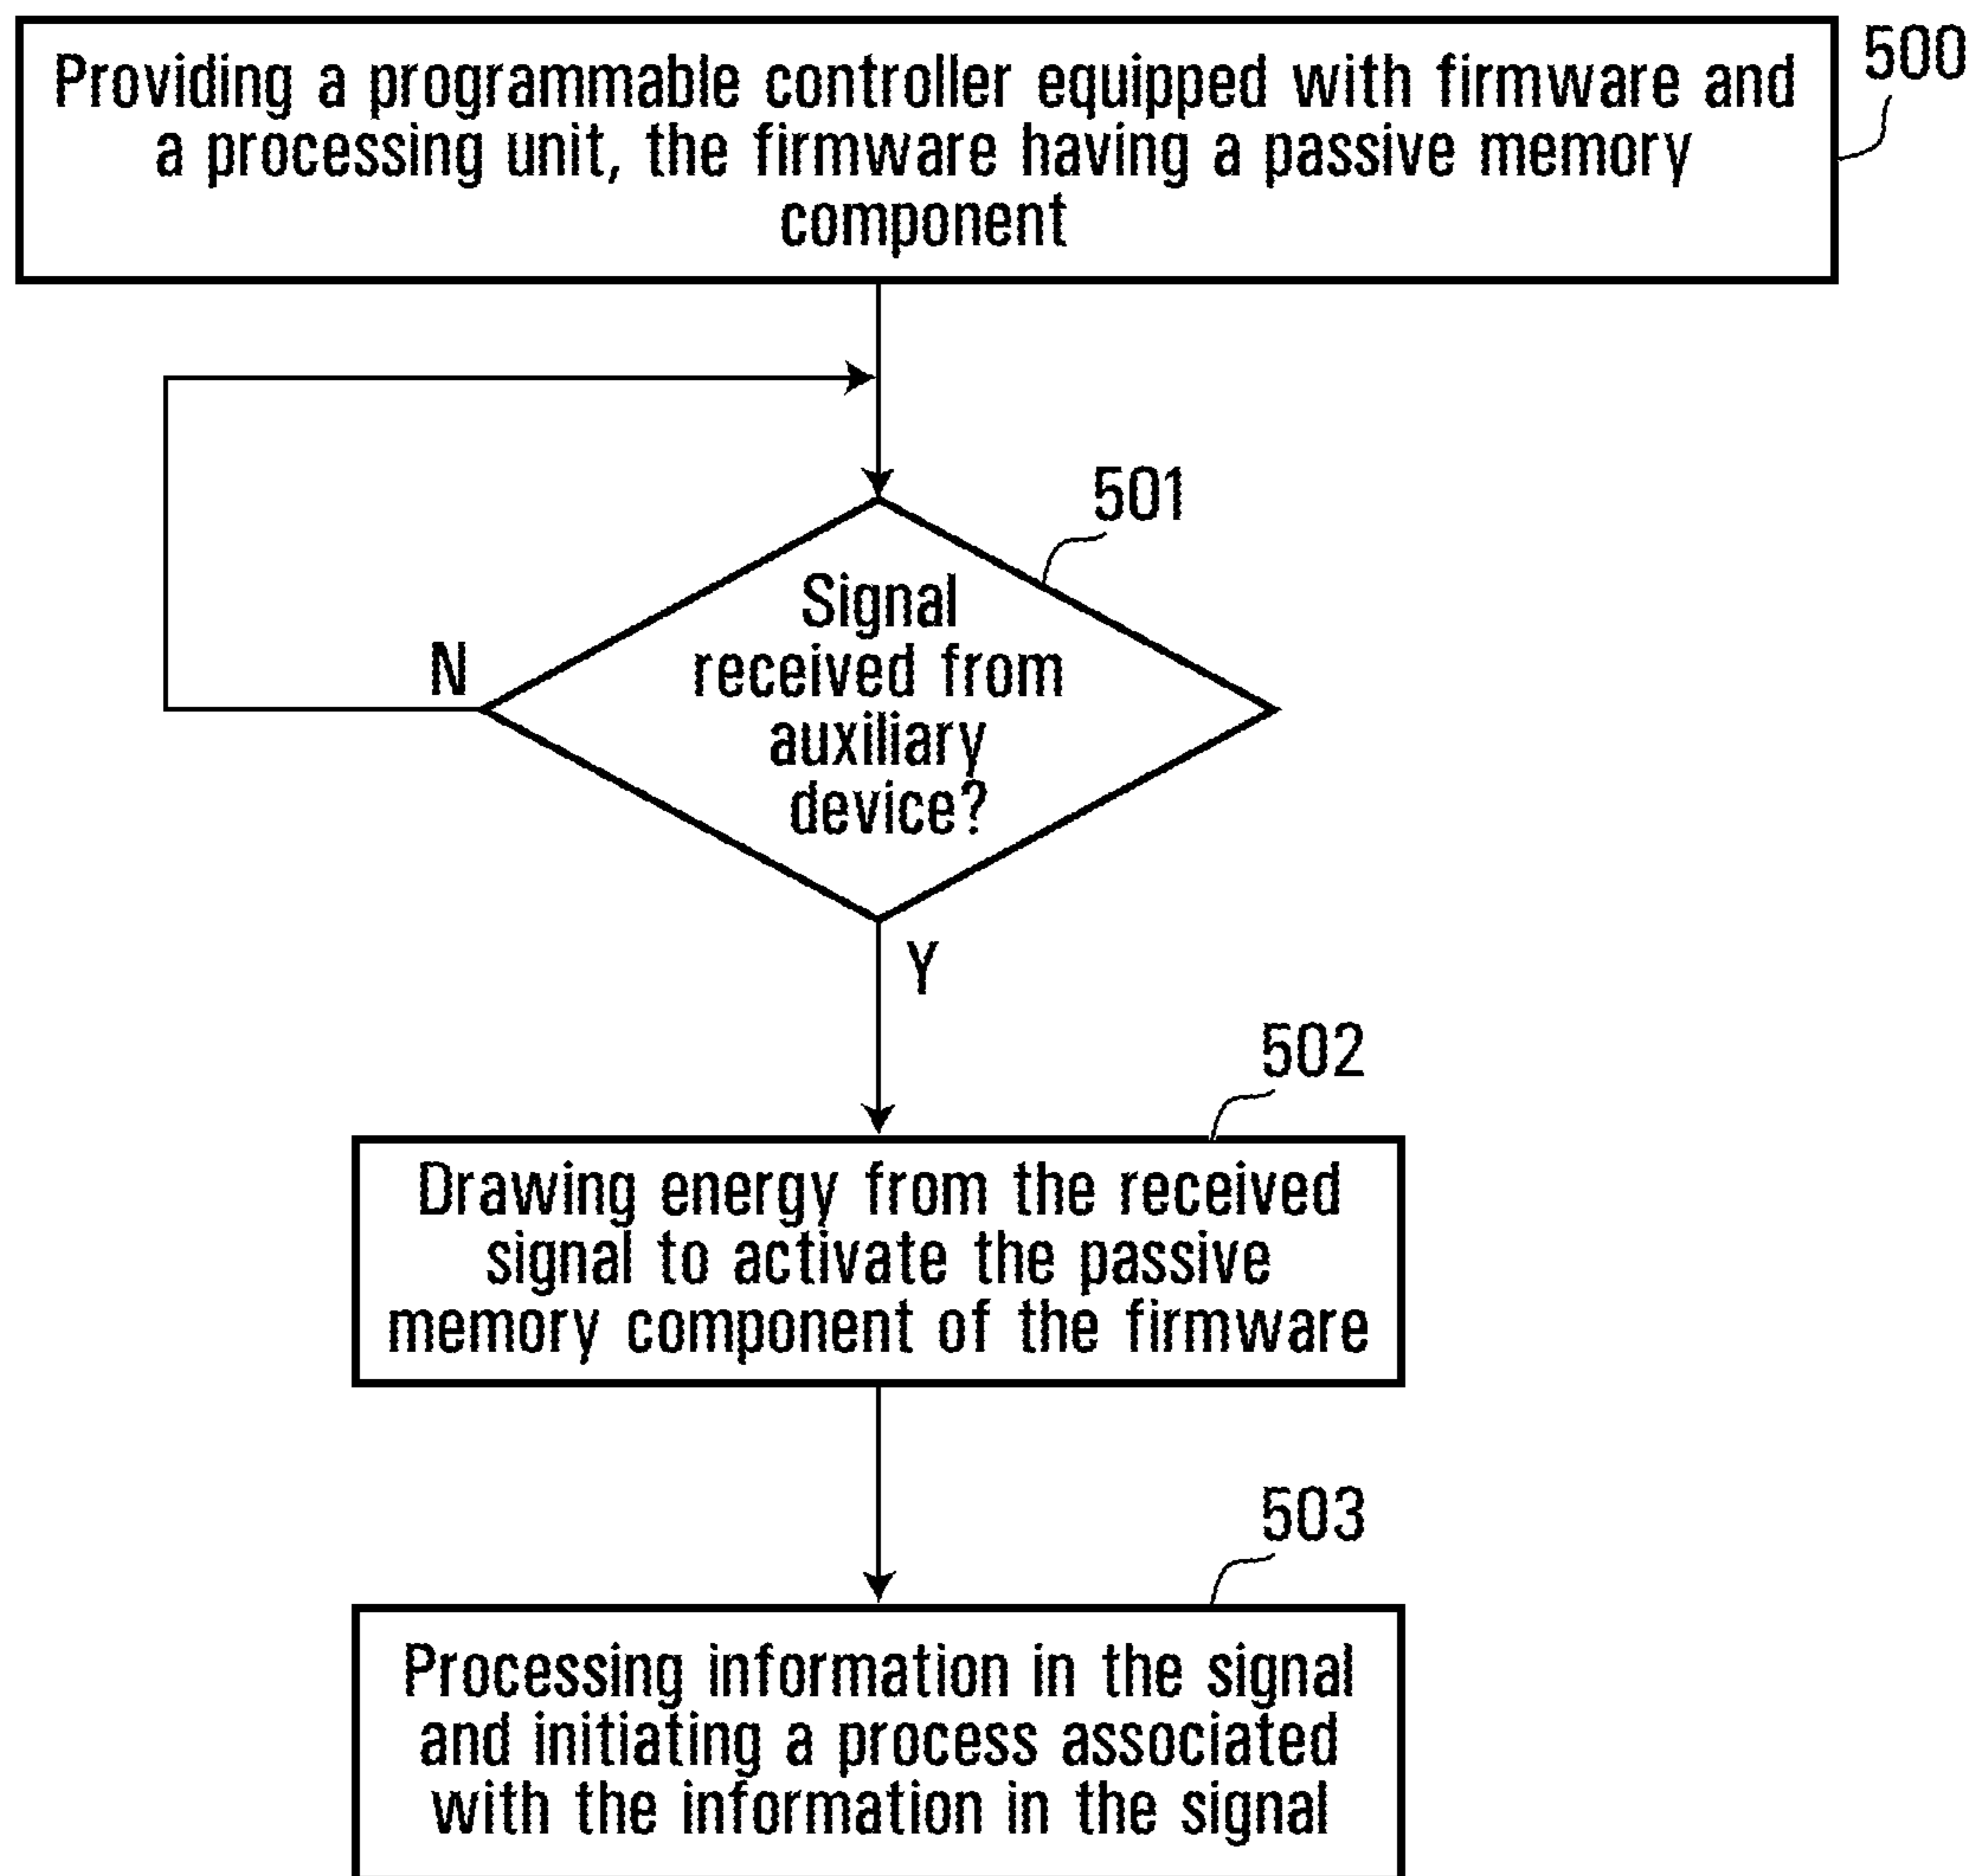 Providing a programmable controller equipped with firmware and
a processing unit, the firmware having a passive memory
component
500
501
Signal
received from
auxiliary
device?
N
Y
502
Drawing energy from the received
signal to activate the passive
memory component of the firmware
503
Processing information in the signal
and initiating a process associated
with the information in the signal